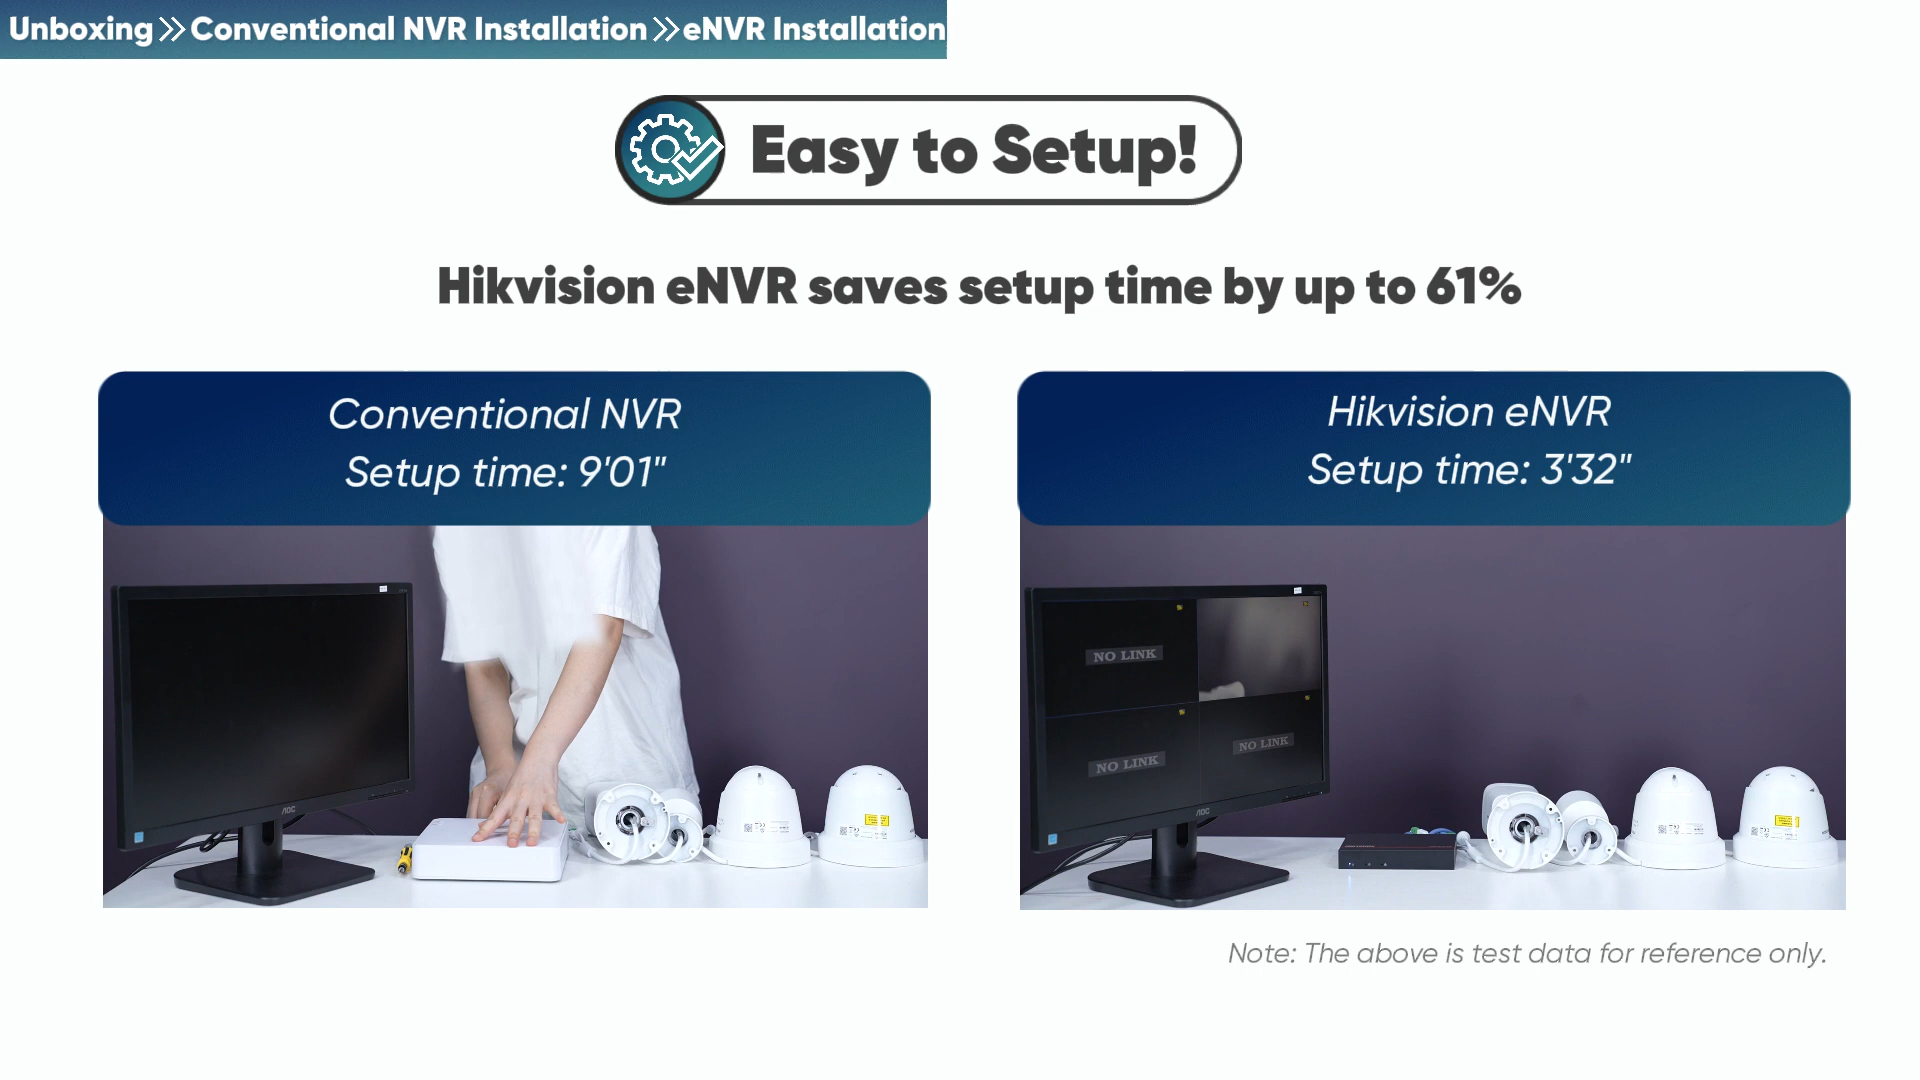 Unboxing >> Conventional NVR Installation >> eNVR Installation
Easy to Setup!
Hikvision eNVR saves setup time by up to 61%
Conventional NVR
Setup time: 9'01"
Hikvision eNVR
Setup time: 3'32"
AOC
NO LINK
NO LINK
NO LINK
AOC
Note: The above is test data for reference only.